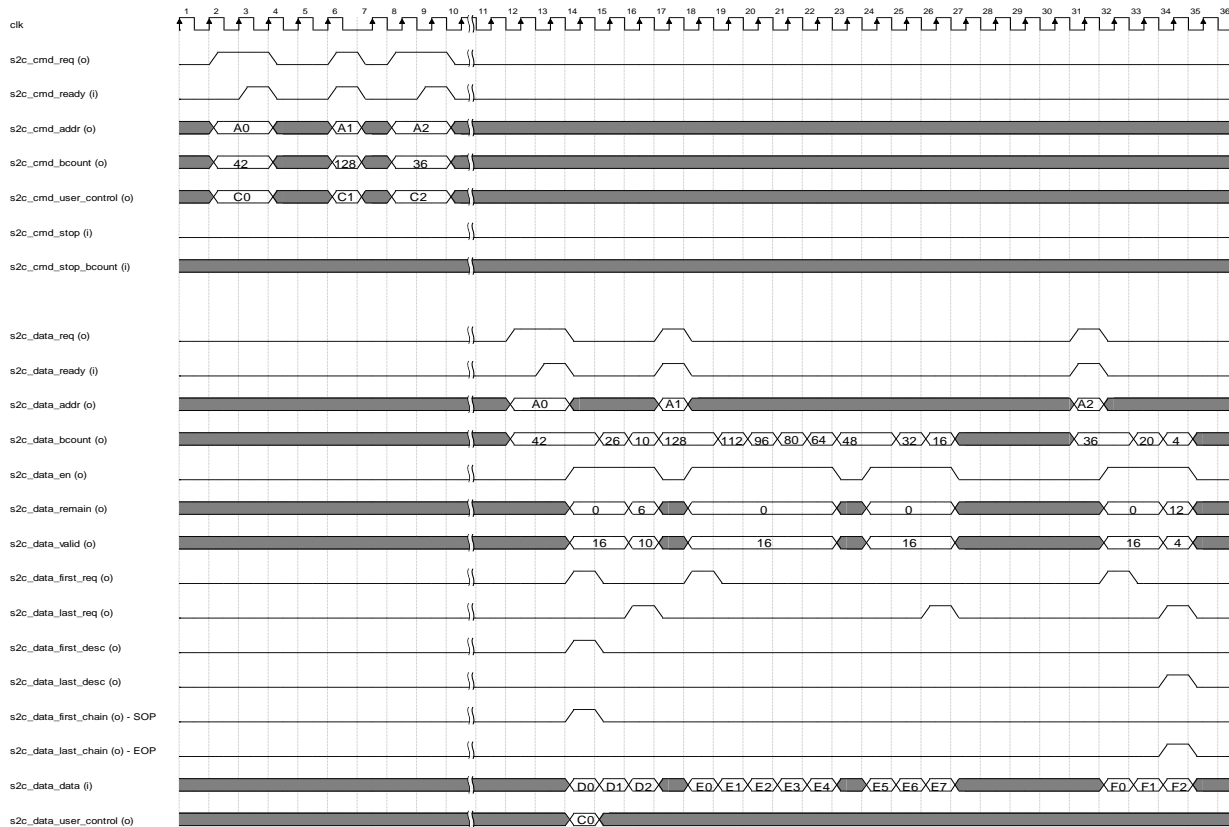 1 2 3 4 5 6 7 8 9 10 11 12 13 14 15 16 17 18 19 20 21 22 23 24 25 26 27 28 29 30 31 32 33 34 35 36
clk
s2c_cmd_req (o)
s2c_cmd_ready (i)
s2c_cmd_addr (o) A0 A1 A2
s2c_cmd_bcount (o) 42 128 36
s2c_cmd_user_control (o) C0 C1 C2
s2c_cmd_stop (i)
s2c_cmd_stop_bcount (i)
s2c_data_req (o)
s2c_data_ready (i)
s2c_data_addr (o) A0 A1 A2
s2c_data_bcount (o) 42 26 10 128 112 96 80 64 48 32 16 36 20 4
s2c_data_en (o)
s2c_data_remain (o) 0 6 0 0 0 12
s2c_data_valid (o) 16 10 16 16 16 4
s2c_data_first_req (o)
s2c_data_last_req (o)
s2c_data_first_desc (o)
s2c_data_last_desc (o)
s2c_data_first_chain (o) - SOP
s2c_data_last_chain (o) - EOP
s2c_data_data (i) D0 D1 D2 E0 E1 E2 E3 E4 E5 E6 E7 F0 F1 F2
s2c_data_user_control (o) C0